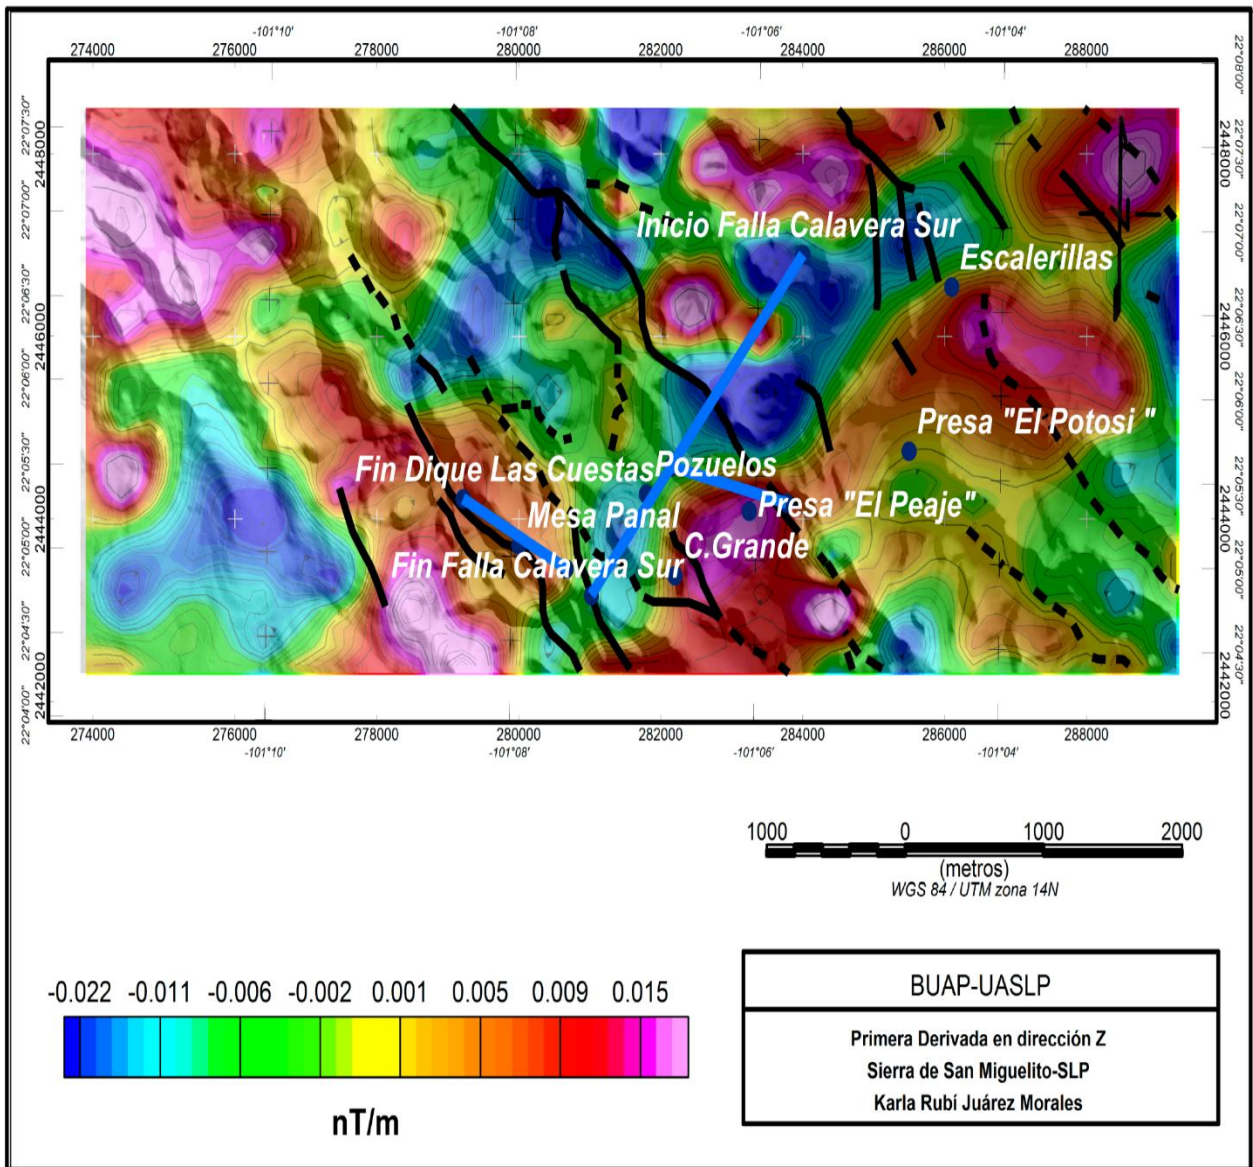 -101°10' -101°08' -101°06' -101°04'
274000 276000 278000 280000 282000 284000 286000 288000
22°08'00"
22°07'30" 2448000 2448000 22°07'30"
22°07'00" 22°07'00"
22°06'30" 2446000 2446000 22°06'30"
22°06'00" 22°06'00"
22°05'30" 2444000 2444000 22°05'30"
22°05'00" 22°05'00"
22°04'30" 2442000 2442000 22°04'30"
22°04'00"
Inicio Falla Calavera Sur
Escalerillas
Presa "El Potosi "
Fin Dique Las Cuestas
Pozuelos
Presa "El Peaje"
Mesa Panal
C.Grande
Fin Falla Calavera Sur
274000 276000 278000 280000 282000 284000 286000 288000
-101°10' -101°08' -101°06' -101°04'
1000 0 1000 2000
(metros)
WGS 84 / UTM zona 14N
-0.022 -0.011 -0.006 -0.002 0.001 0.005 0.009 0.015
nT/m
BUAP-UASLP
Primera Derivada en dirección Z
Sierra de San Miguelito-SLP
Karla Rubí Juárez Morales